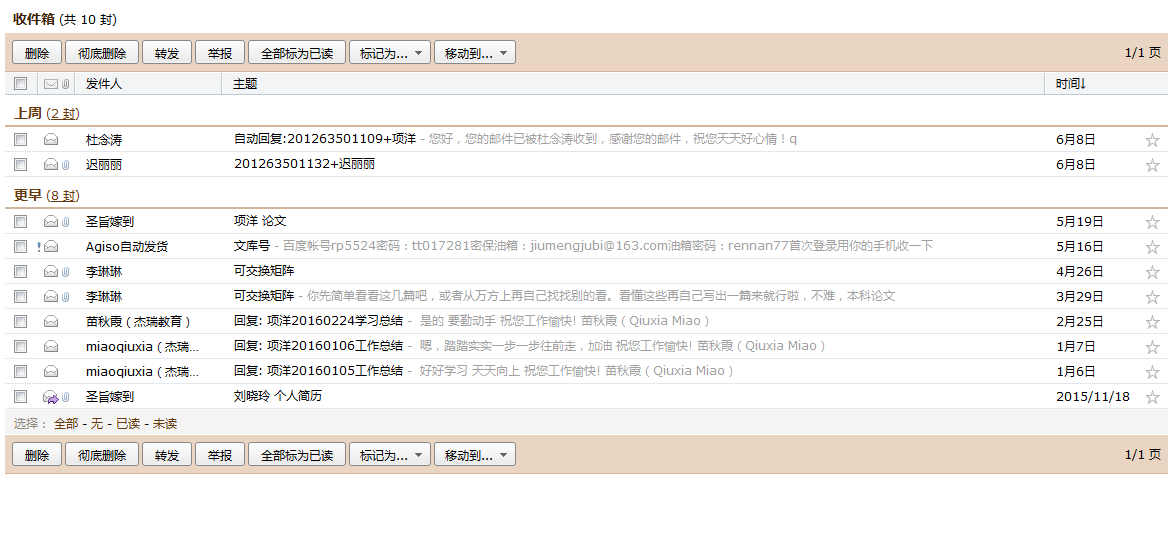 收件箱 (共 10 封)
删除 彻底删除 转发 举报 全部标为已读 标记为... 移动到... 1/1 页
发件人 主题 时间↓
上周 (2 封)
杜念涛 自动回复:201263501109+项洋 - 您好，您的邮件已被杜念涛收到，感谢您的邮件，祝您天天好心情！q 6月8日
迟丽丽 201263501132+迟丽丽 6月8日
更早 (8 封)
圣旨嫁到 项洋 论文 5月19日
! Agiso自动发货 文库号 - 百度帐号rp5524密码：tt017281密保油箱：jiumengjubi@163.com油箱密码：rennan77首次登录用你的手机收一下 5月16日
李琳琳 可交换矩阵 4月26日
李琳琳 可交换矩阵 - 你先简单看看这几篇吧，或者从万方上再自己找找别的看。看懂这些再自己写出一篇来就行啦，不难，本科论文 3月29日
苗秋霞（杰瑞教育） 回复: 项洋20160224学习总结 - 是的 要勤动手 祝您工作愉快! 苗秋霞（Qiuxia Miao） 2月25日
miaoqiuxia（杰瑞... 回复: 项洋20160106工作总结 - 嗯，踏踏实实一步一步往前走，加油 祝您工作愉快! 苗秋霞（Qiuxia Miao） 1月7日
miaoqiuxia（杰瑞... 回复: 项洋20160105工作总结 - 好好学习 天天向上 祝您工作愉快! 苗秋霞（Qiuxia Miao） 1月6日
圣旨嫁到 刘晓玲 个人简历 2015/11/18
选择： 全部 - 无 - 已读 - 未读
删除 彻底删除 转发 举报 全部标为已读 标记为... 移动到... 1/1 页